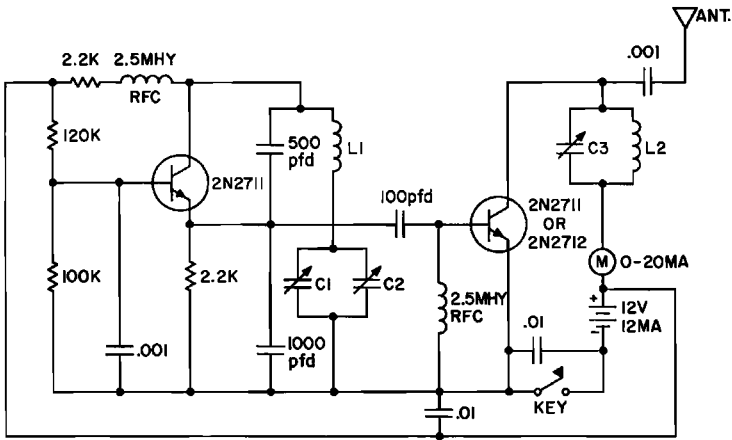 ANT.
.001
2.2K
2.5MHY
RFC
120K
500
pfd
L1
C3
L2
2N2711
100pfd
2N2711
OR
2N2712
100K
2.2K
C1
C2
M
0-20MA
2.5MHY
RFC
+
12V
12MA
-
.001
1000
pfd
.01
KEY
.01